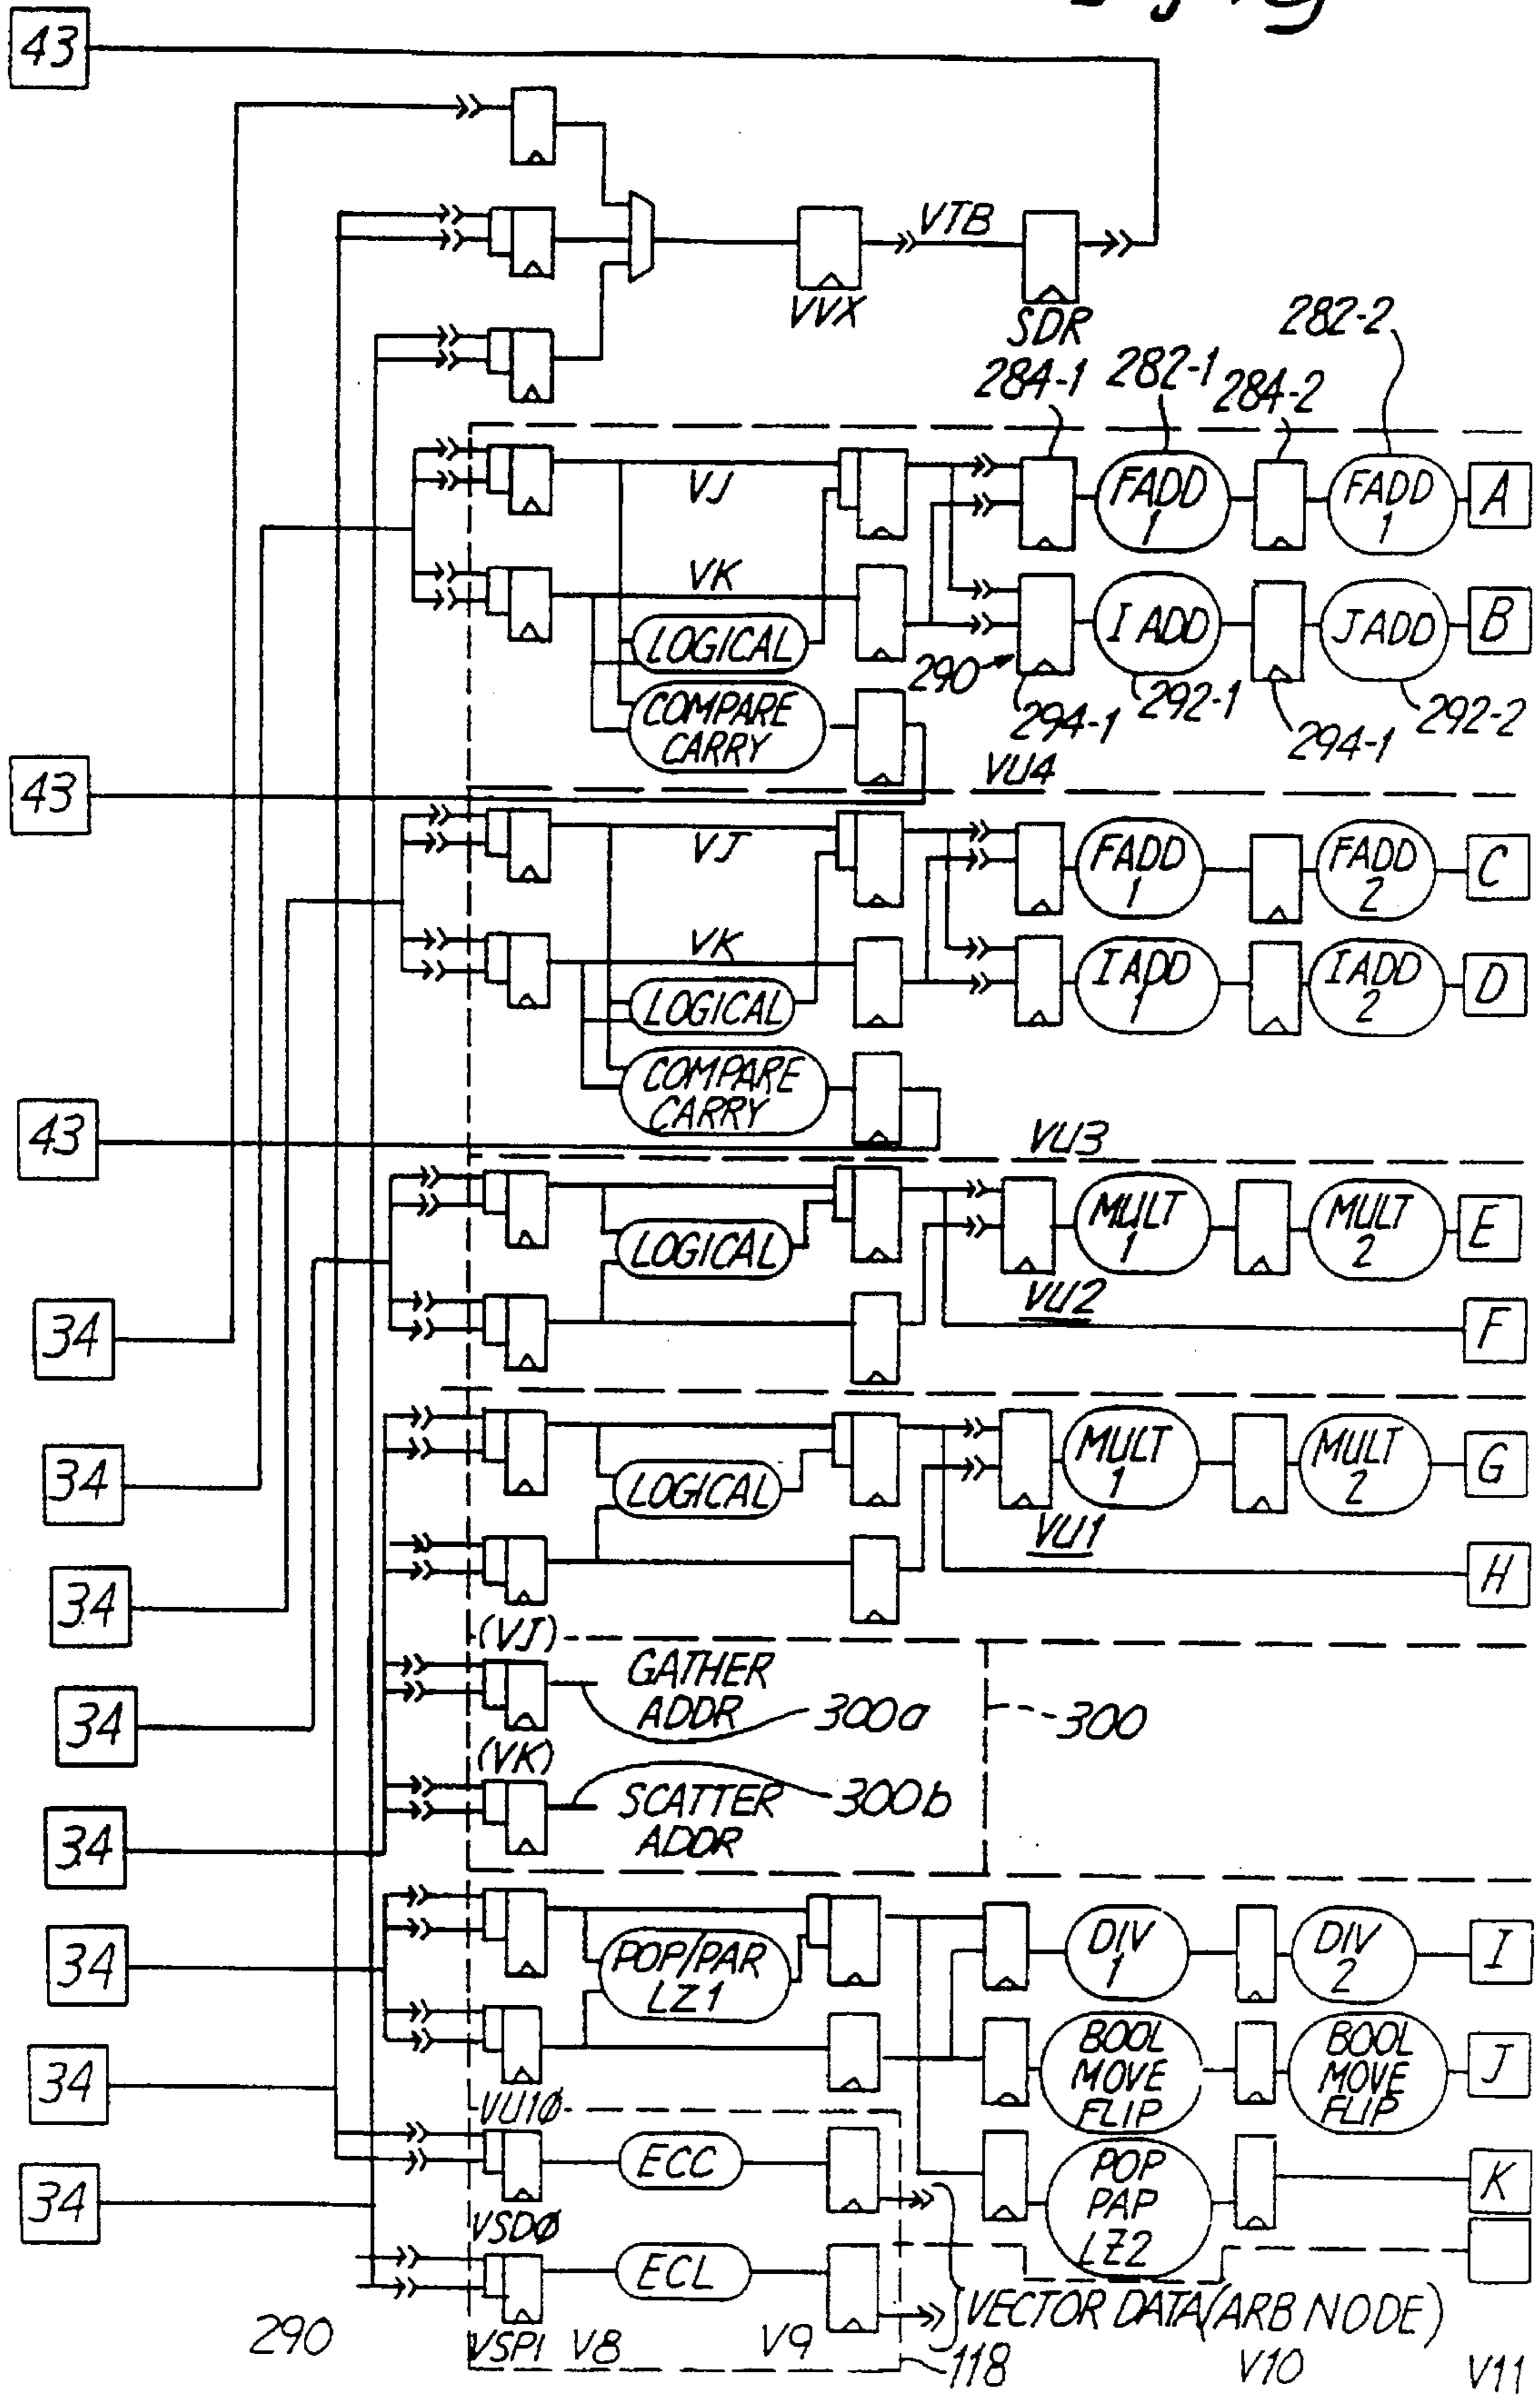 43
VTB
VVX
SDR
282-2
284-1 282-1 284-2
VJ
FADD 1
FADD 1
A
VK
LOGICAL
I ADD
JADD
B
290
COMPARE CARRY
294-1
292-1
294-1
292-2
VU4
43
VJ
FADD 1
FADD 2
C
VK
LOGICAL
IADD 1
IADD 2
D
COMPARE CARRY
43
VU3
LOGICAL
MULT 1
MULT 2
E
34
VU2
F
34
LOGICAL
MULT 1
MULT 2
G
VU1
34
H
(VJ)
GATHER ADDR
300a
300
34
(VK)
SCATTER ADDR
300b
34
34
POP/PAR LZ1
DIV 1
DIV 2
I
34
BOOL MOVE FLIP
BOOL MOVE FLIP
J
VU10
ECC
POP PAP LZ2
K
34
VSDØ
ECL
VECTOR DATA (ARB NODE)
290
VSPI V8 V9
118
V10
V11